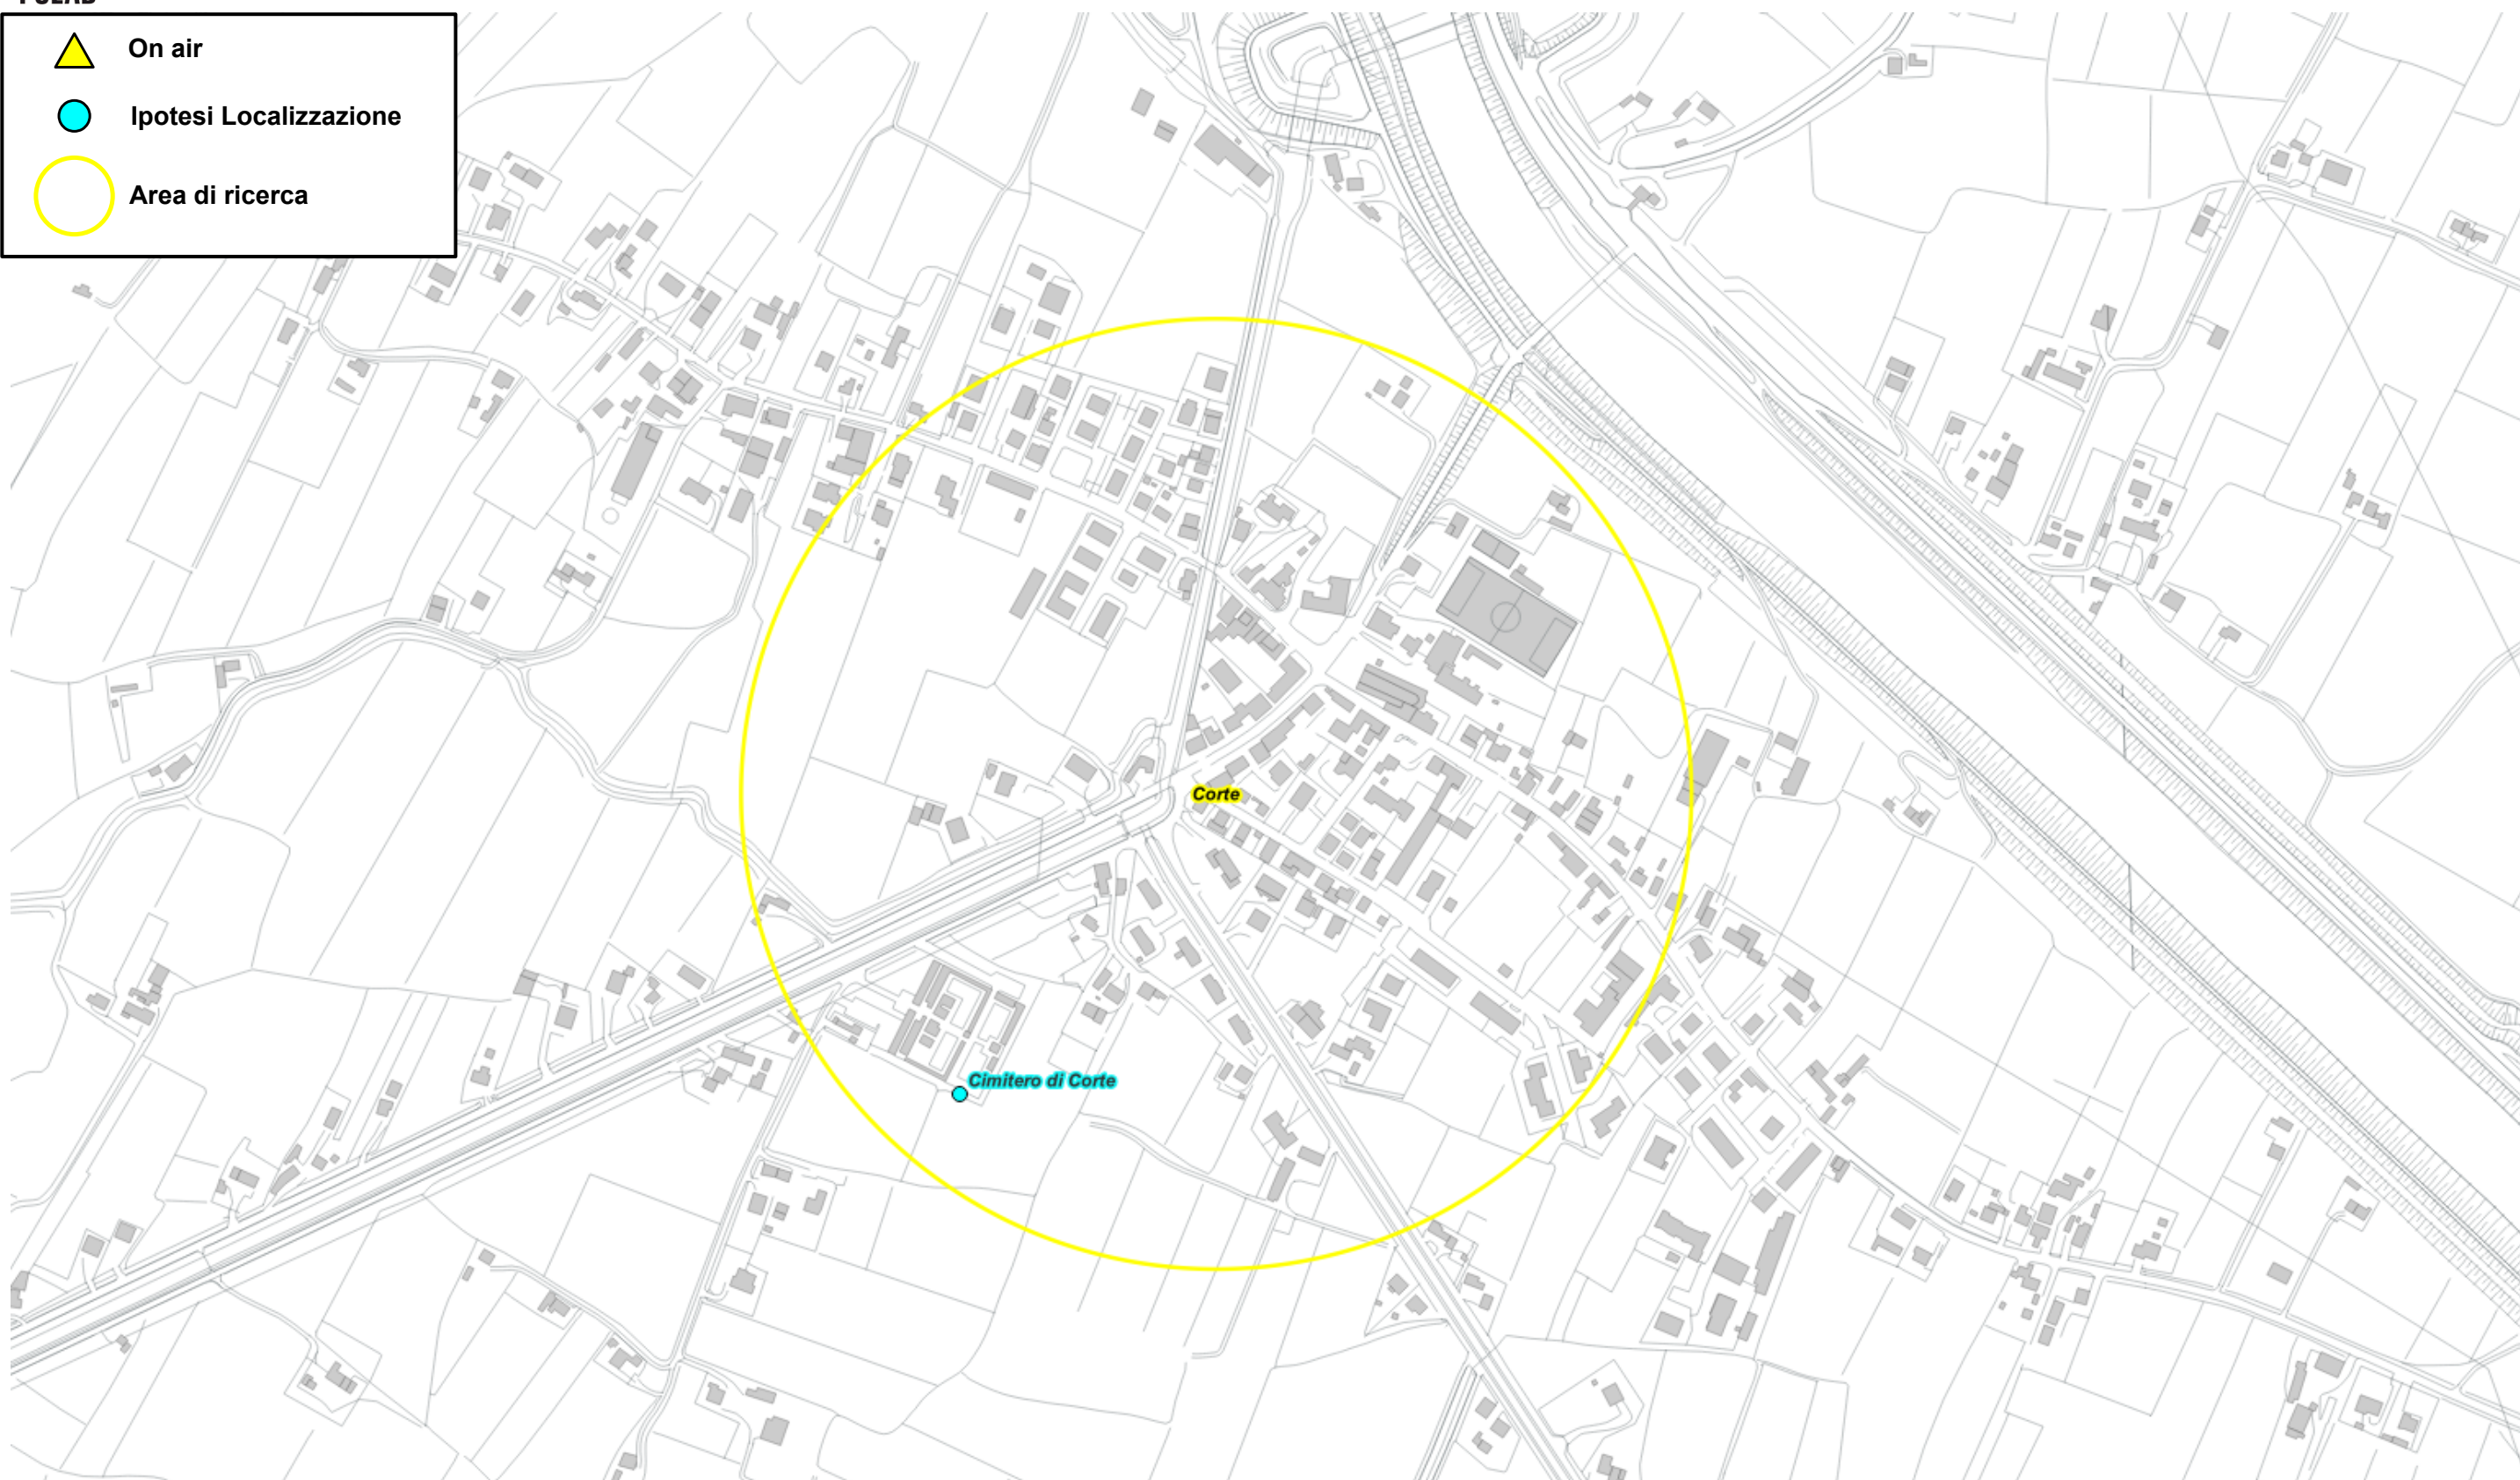 On air
Ipotesi Localizzazione
Area di ricerca
Corte
Cimitero di Corte